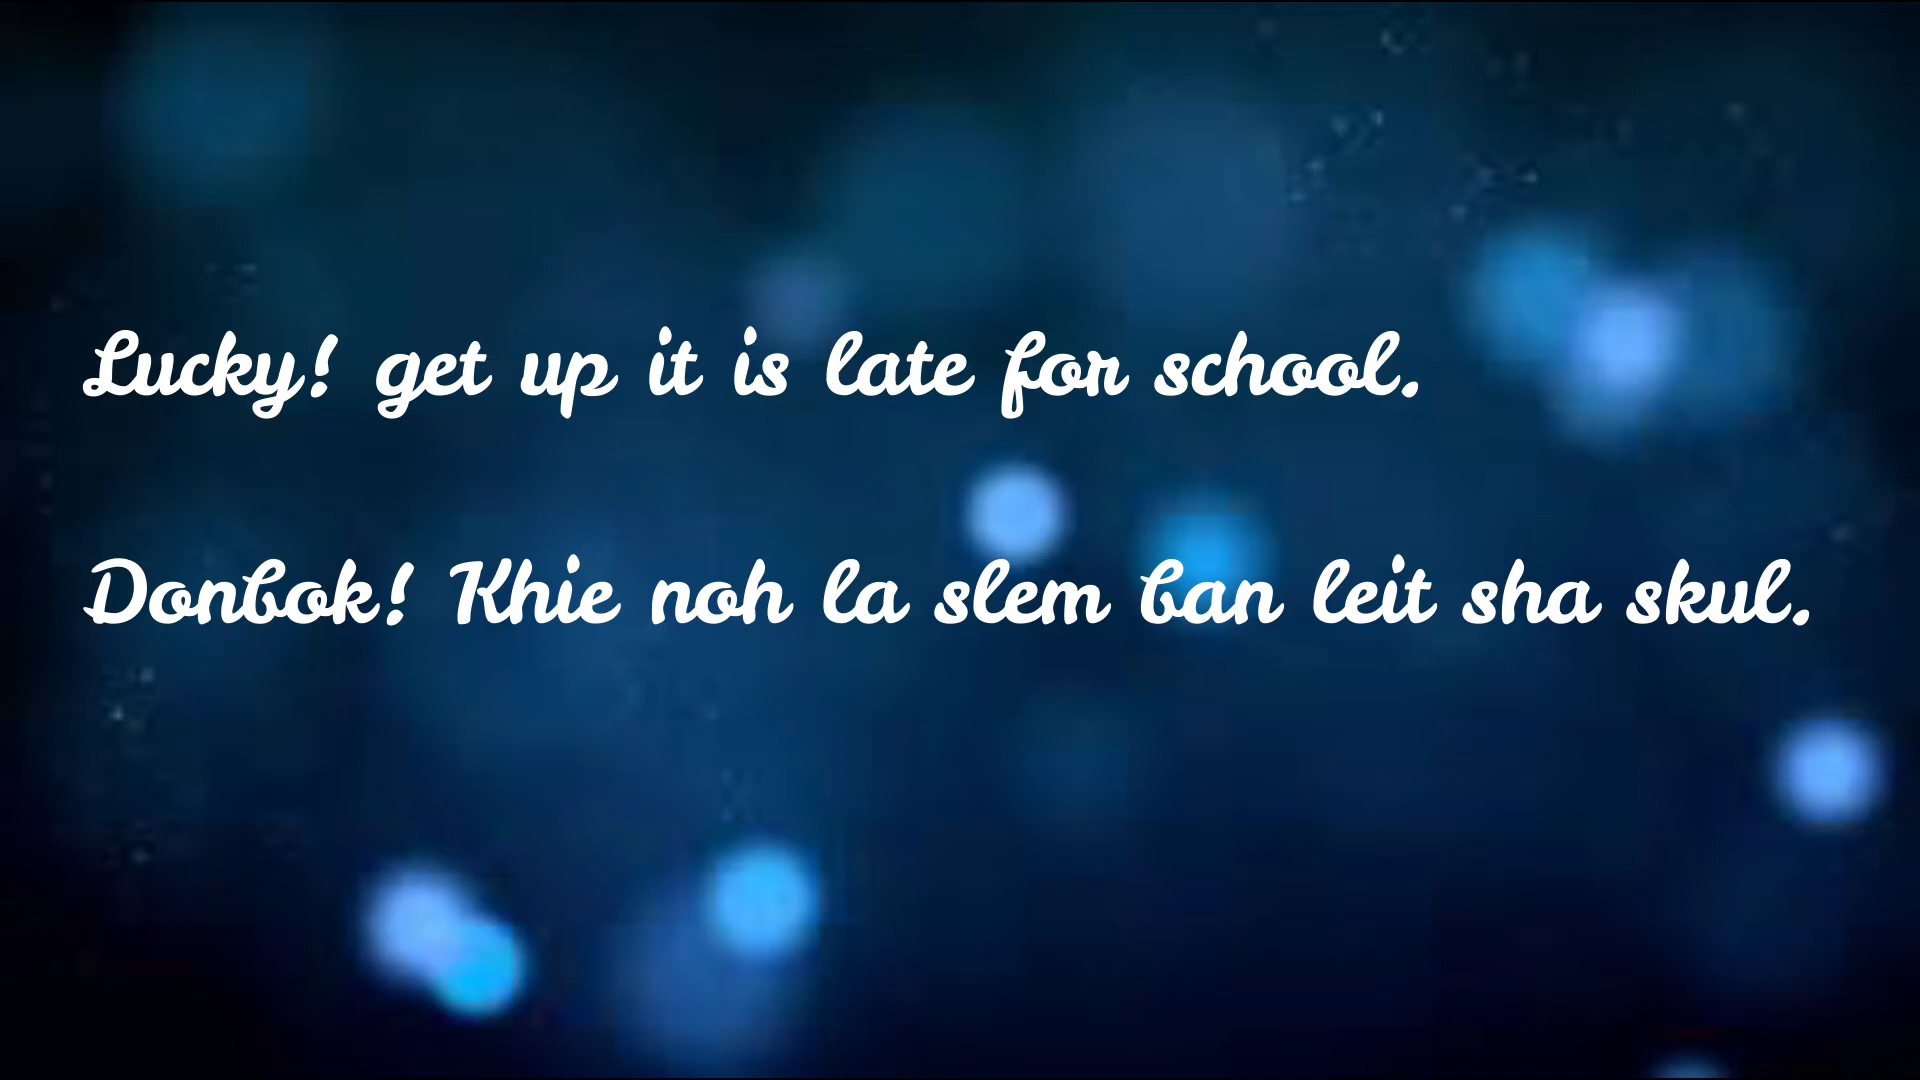 Lucky! get up it is late for school.
Donbok! Khie noh la slem ban leit sha skul.